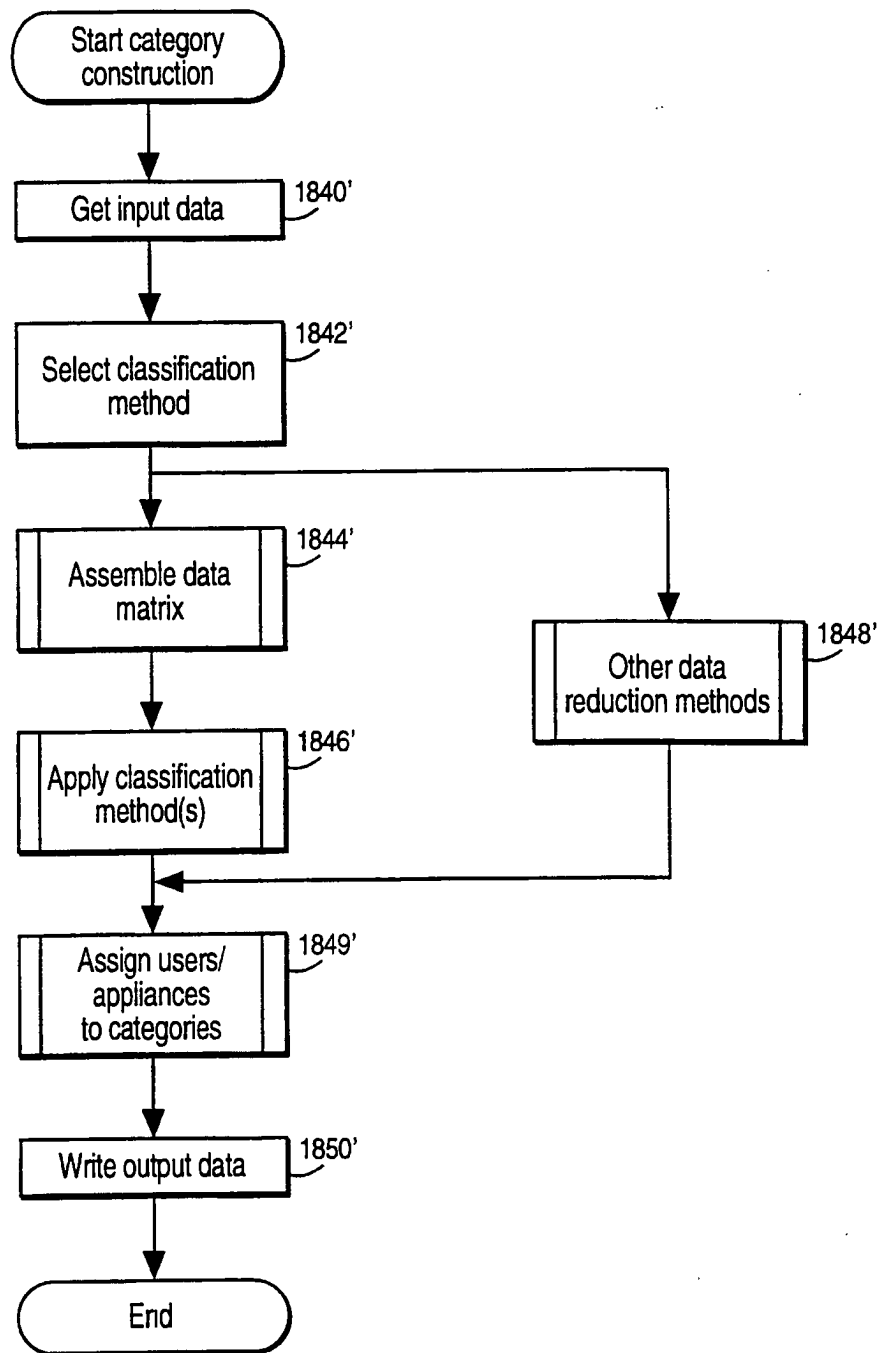 Start category
construction
Get input data
1840'
Select classification
method
1842'
Assemble data
matrix
1844'
Other data
reduction methods
1848'
Apply classification
method(s)
1846'
Assign users/
appliances
to categories
1849'
Write output data
1850'
End